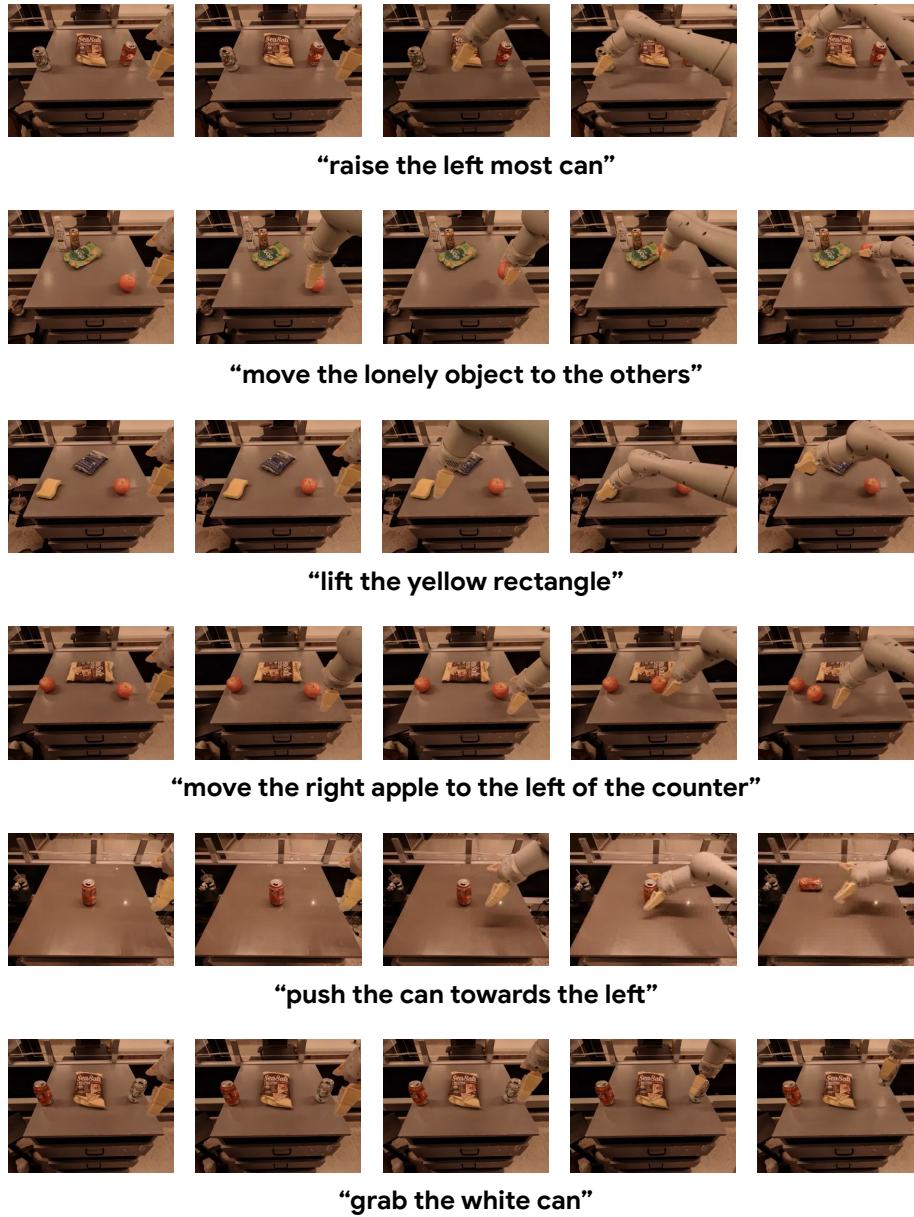 “raise the left most can”
“move the lonely object to the others”
“lift the yellow rectangle”
“move the right apple to the left of the counter”
“push the can towards the left”
“grab the white can”